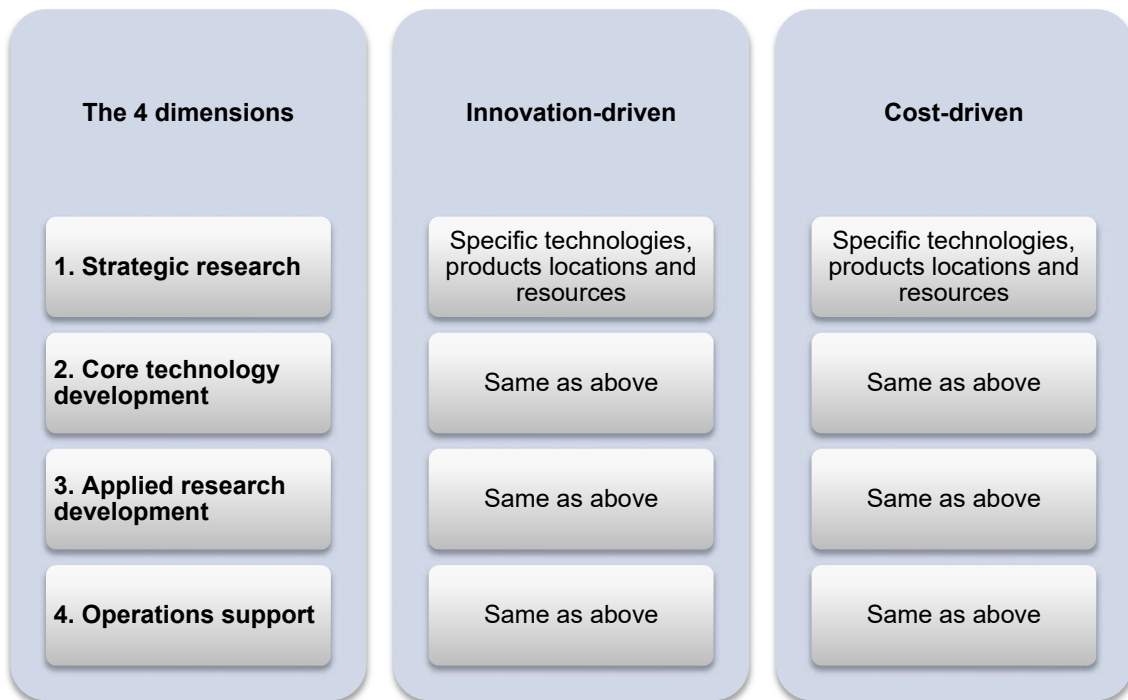 The 4 dimensions
Innovation-driven
Cost-driven
1. Strategic research
Specific technologies,
products locations and
resources
Specific technologies,
products locations and
resources
2. Core technology
development
Same as above
Same as above
3. Applied research
development
Same as above
Same as above
4. Operations support
Same as above
Same as above